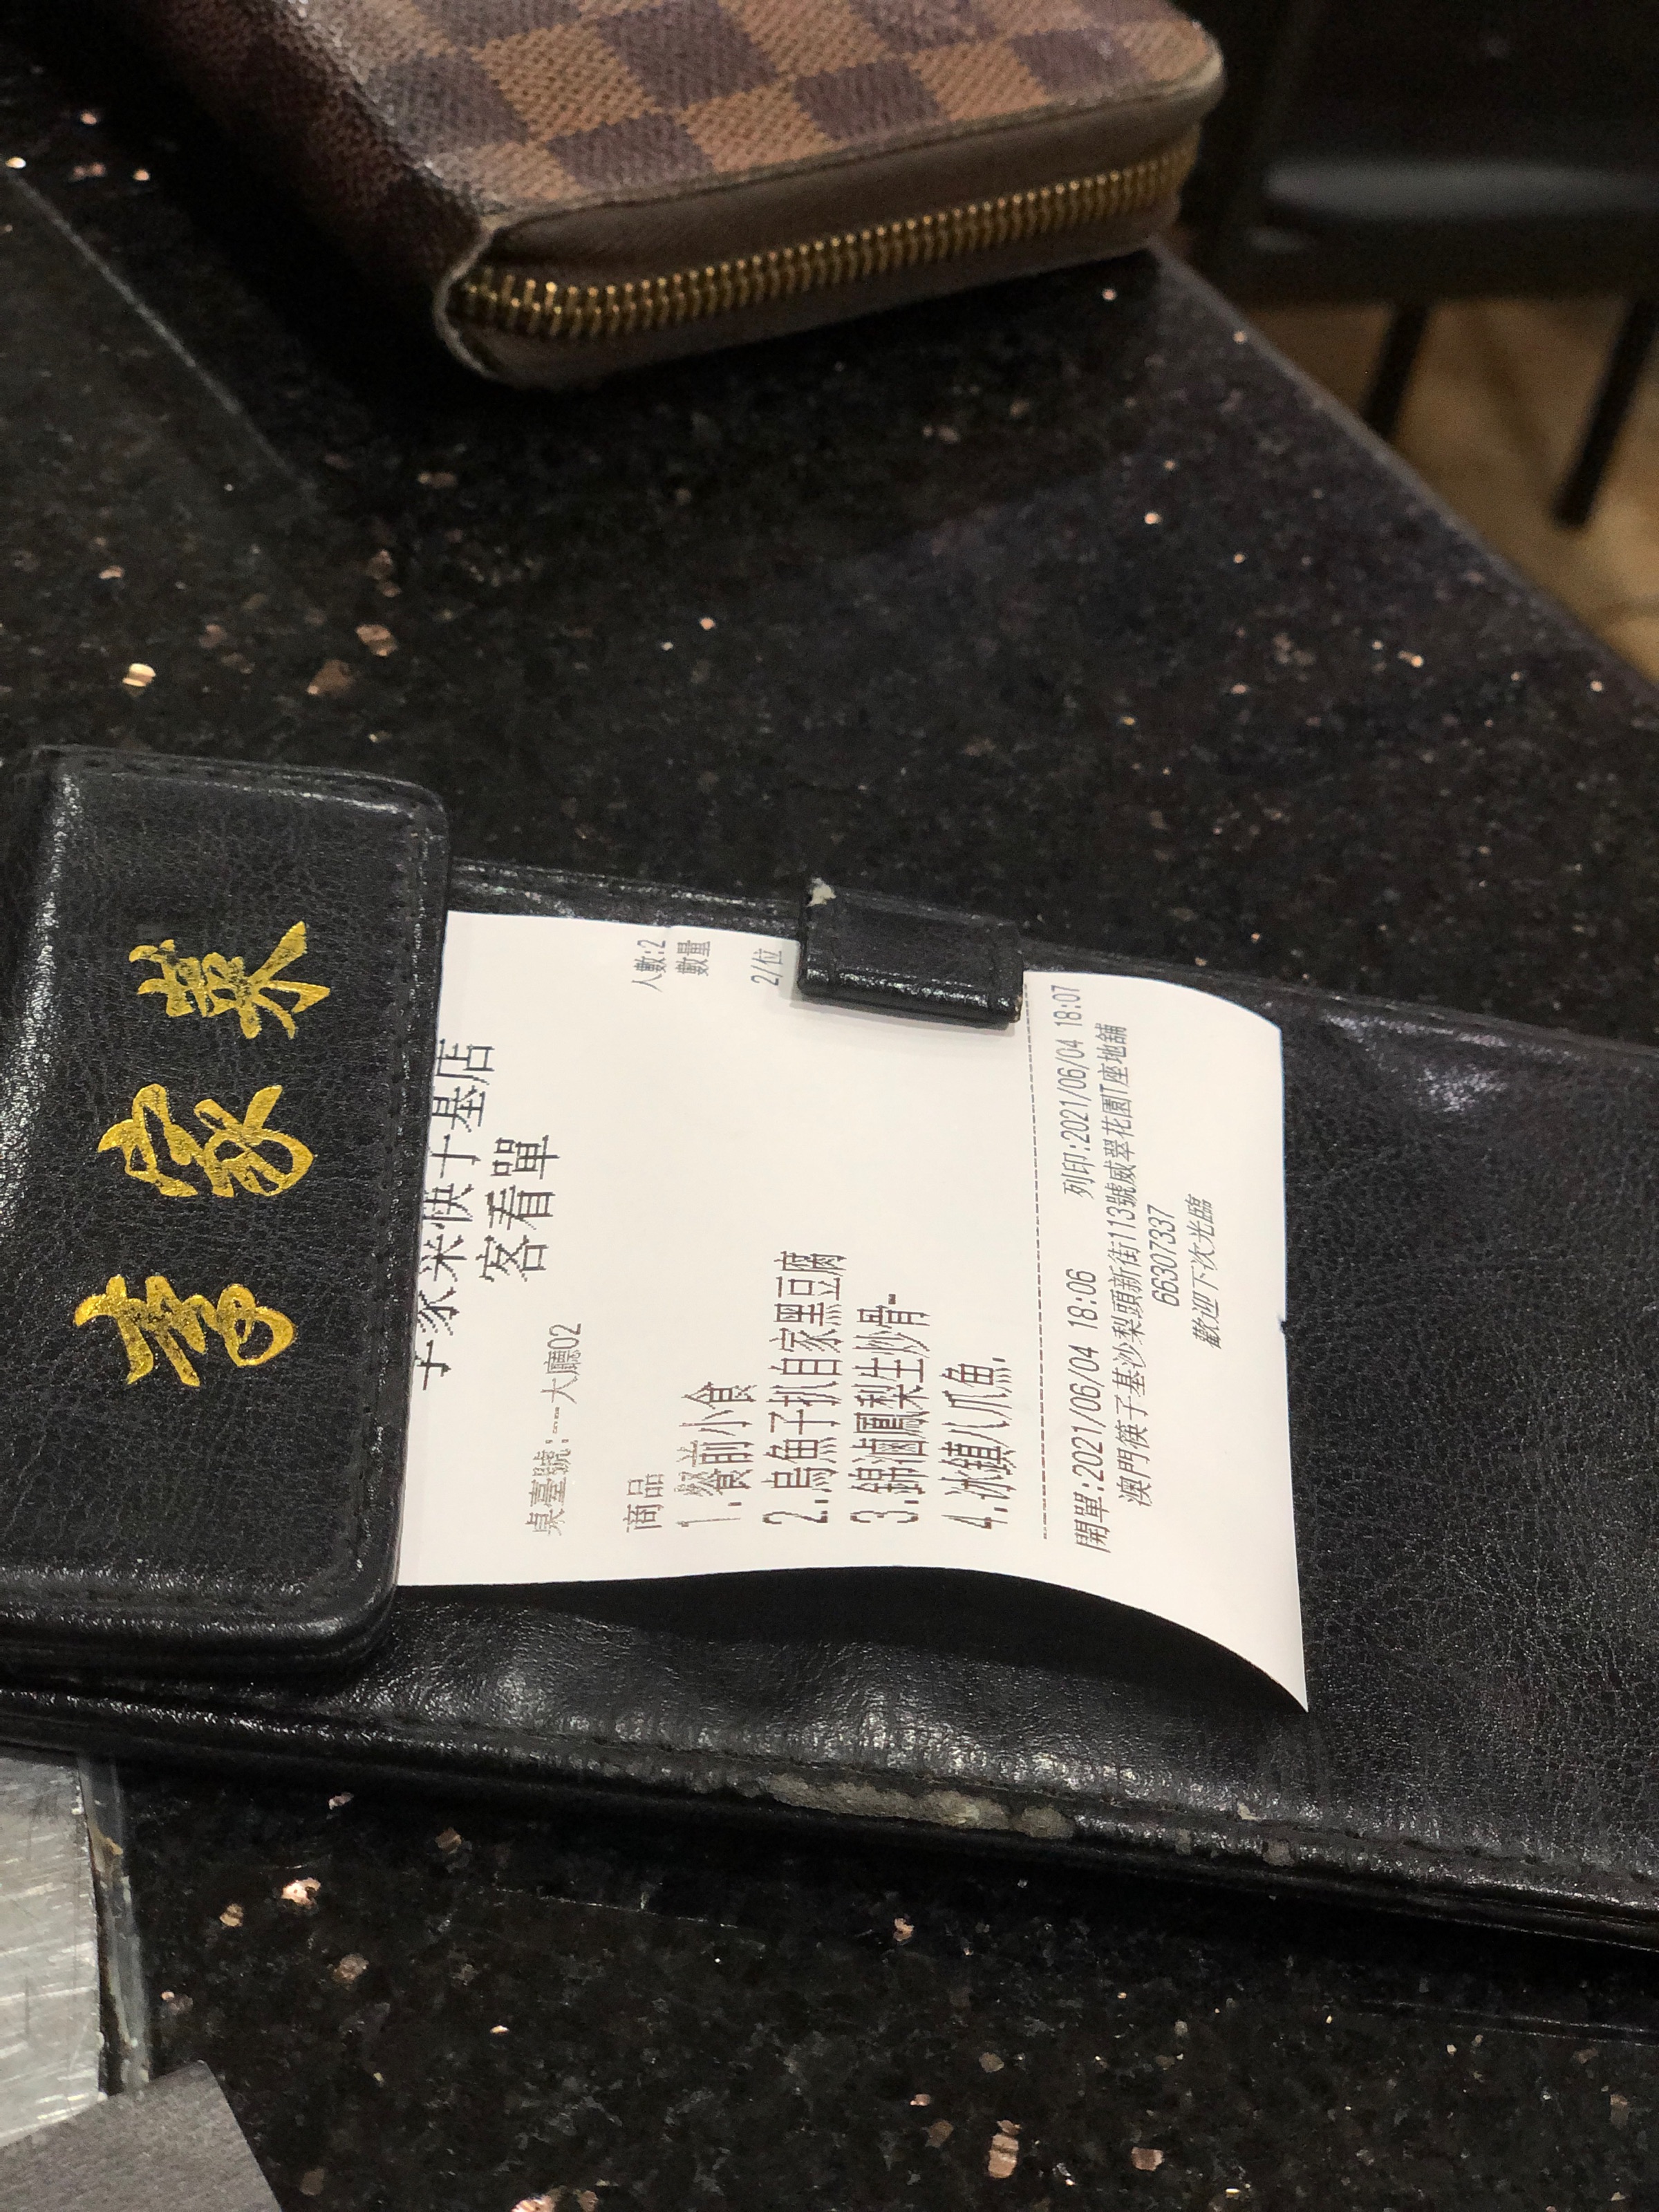 李家菜
李家菜筷子基店
客看單
桌臺號:--大廳02
人數:2
商品 數量
1.餐前小食 2/位
2.烏魚子扒自家黑豆腐
3.錦滷鳳梨生炒骨-
4.冰鎮八爪魚.
開單:2021/06/04 18:06 列印:2021/06/04 18:07
澳門筷子基沙梨頭新街113號威翠花園T座地舖
66307337
歡迎下次光臨